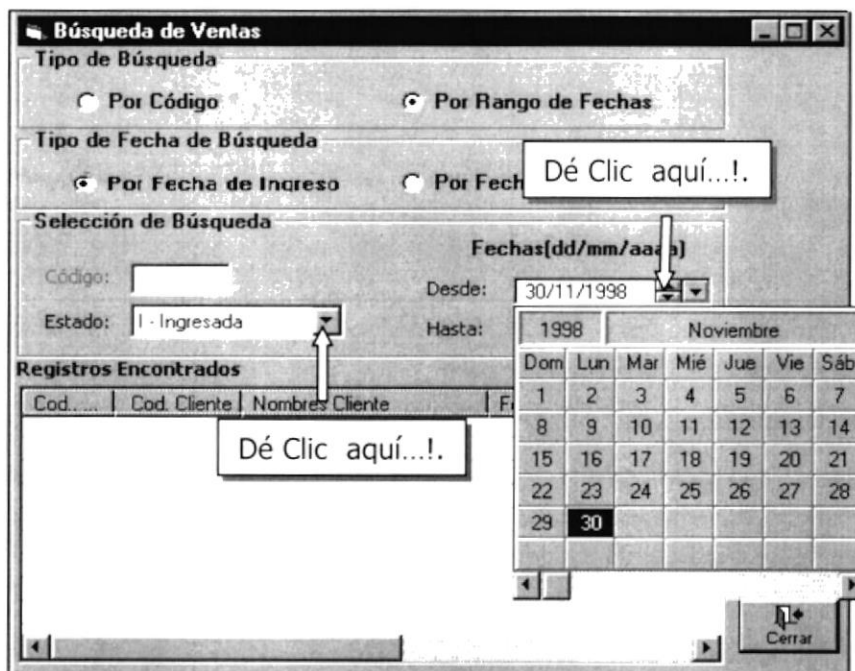 Búsqueda de Ventas
Tipo de Búsqueda
Por Código Por Rango de Fechas
Tipo de Fecha de Búsqueda
Por Fecha de Ingreso Por Fech
Dé Clic aquí...!.
Selección de Búsqueda
Fechas(dd/mm/aaaa)
Código:
Desde: 30/11/1998
Estado: I - Ingresada
Hasta:
1998 Noviembre
Dom Lun Mar Mié Jue Vie Sáb
1 2 3 4 5 6 7
8 9 10 11 12 13 14
15 16 17 18 19 20 21
22 23 24 25 26 27 28
29 30
Registros Encontrados
Cod.. ... Cod. Cliente Nombres Cliente
Dé Clic aquí...!.
Cerrar